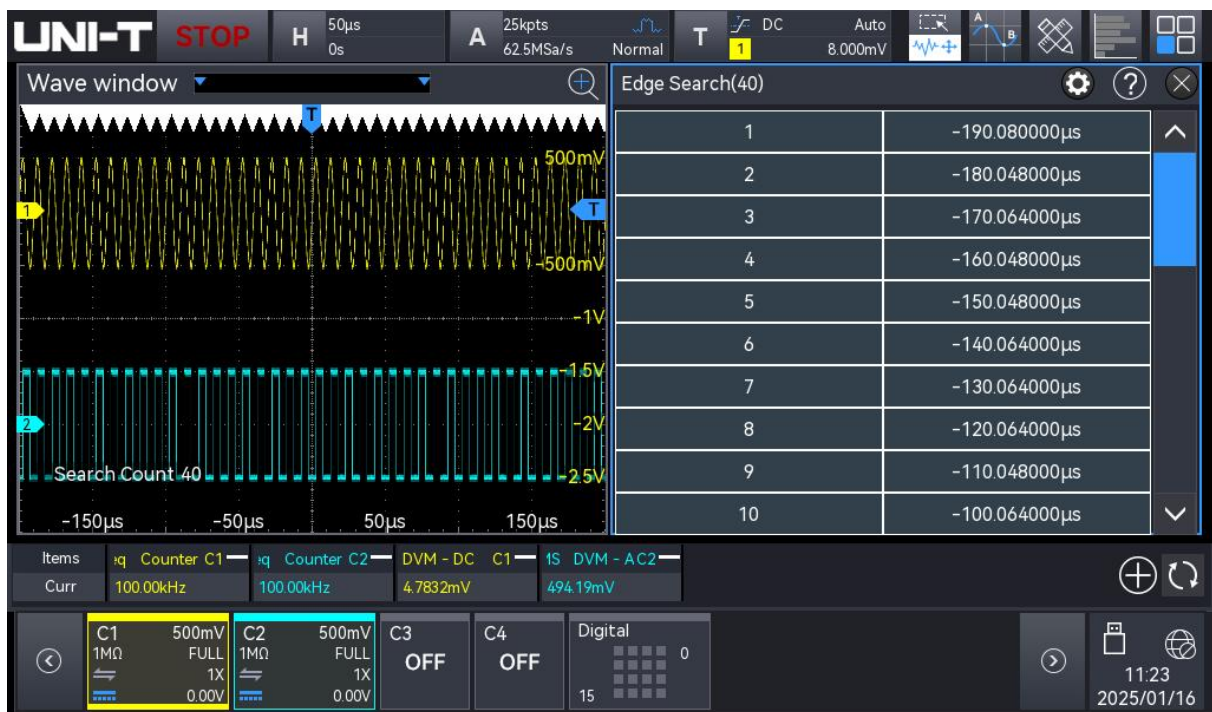 UNI-T STOP H 50µs 0s A 25kpts 62.5MSa/s Normal T DC 1 Auto 8.000mV A B
Wave window
Edge Search(40)
T
1 -190.080000µs
500mV
2 -180.048000µs
1
T
3 -170.064000µs
-500mV
4 -160.048000µs
5 -150.048000µs
-1V
6 -140.064000µs
-1.5V
7 -130.064000µs
2
-2V
8 -120.064000µs
Search Count 40
-2.5V
9 -110.048000µs
-150µs -50µs 50µs 150µs
10 -100.064000µs
Items Counter C1 Counter C2 DVM - DC C1 DVM - AC2
Curr 100.00kHz 100.00kHz 4.7832mV 494.19mV
C1 500mV
1MΩ FULL
1X
0.00V
C2 500mV
1MΩ FULL
1X
0.00V
C3
OFF
C4
OFF
Digital
0
15
11:23
2025/01/16